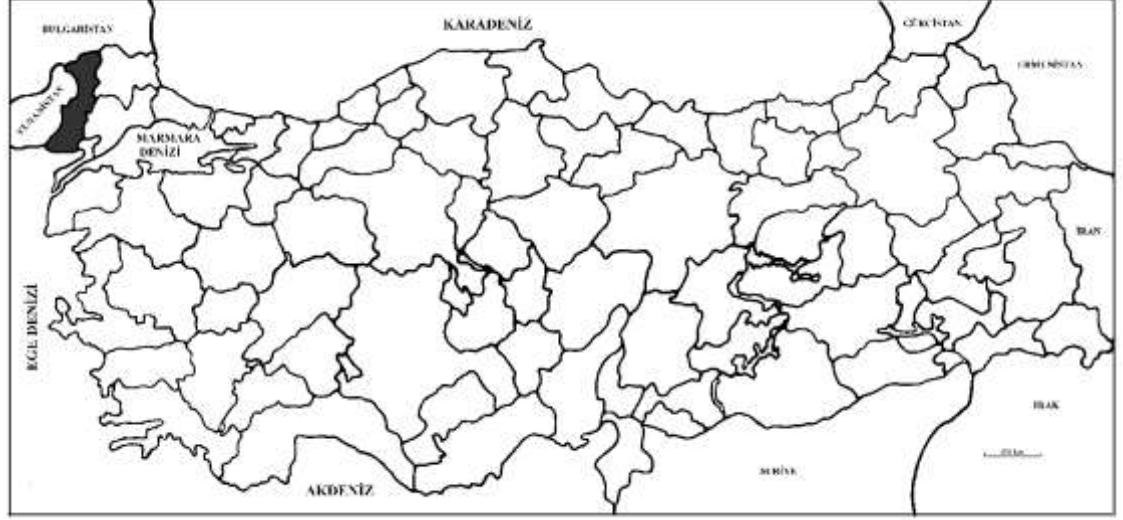 BULGARİSTAN
KARADENİZ
GÜRCİSTAN
ERMENİSTAN
YUNANİSTAN
MARMARA
DENİZİ
İRAN
EGE DENİZİ
IRAK
SURİYE
AKDENİZ